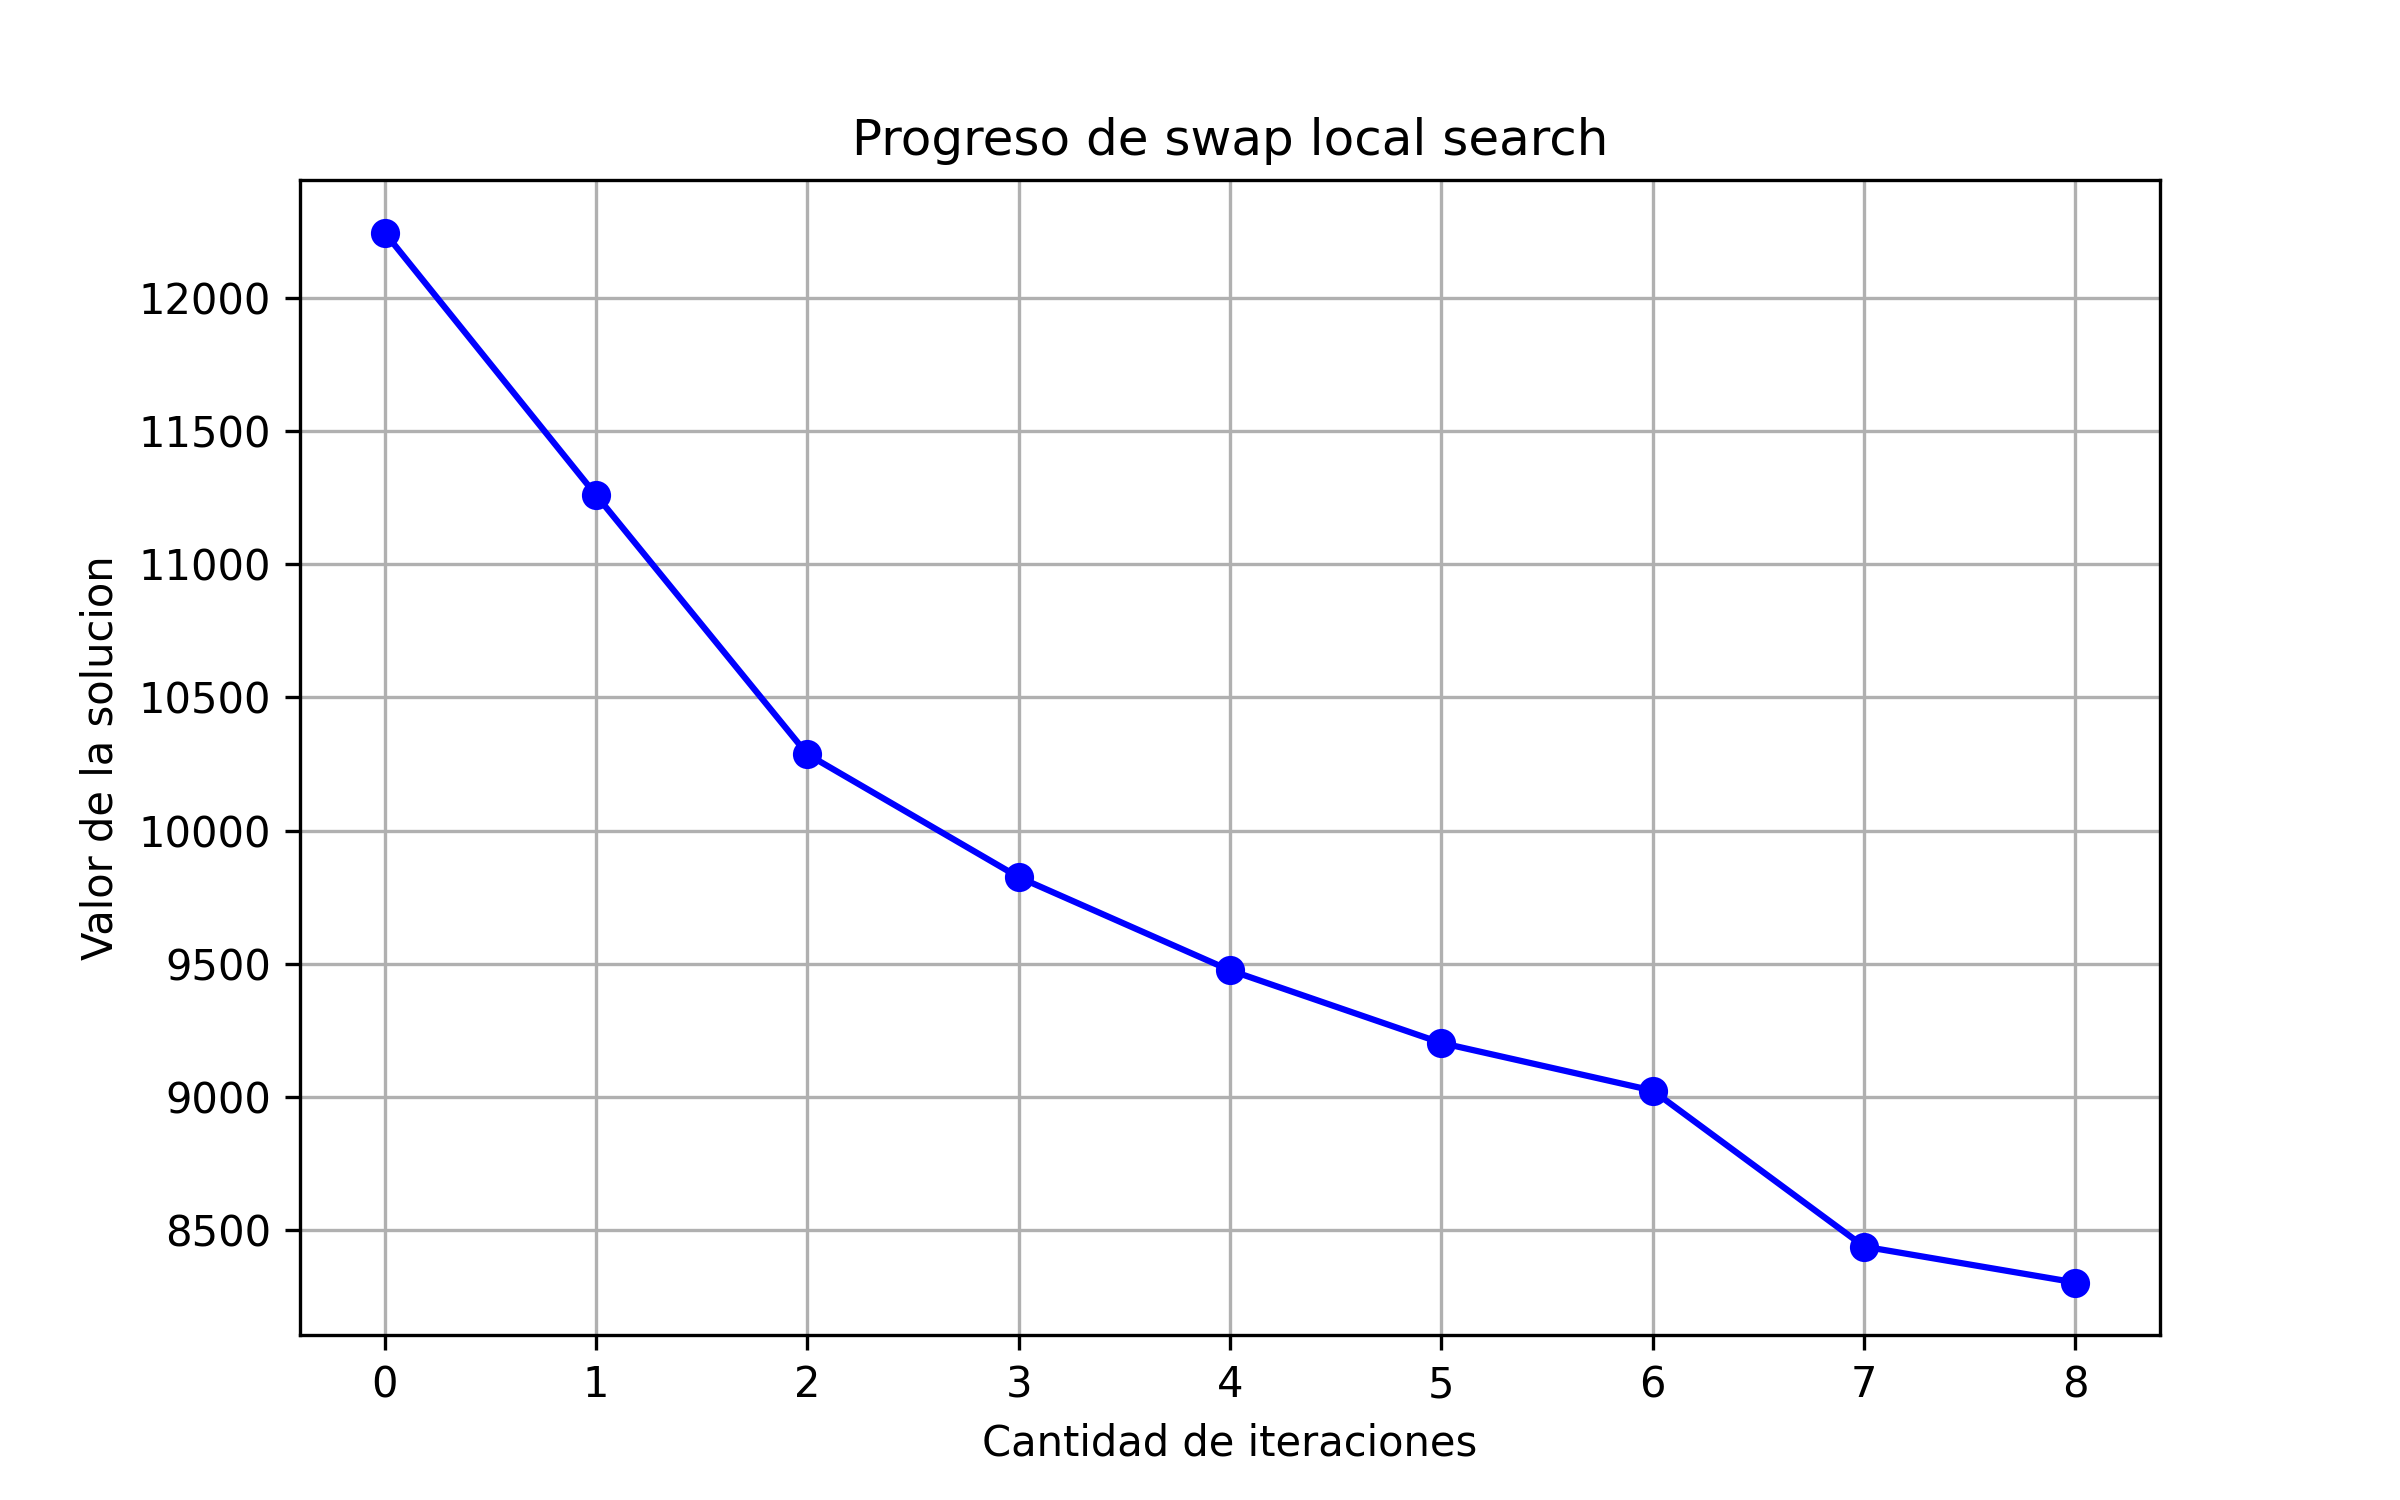 Progreso de swap local search
Valor de la solucion
12000
11500
11000
10500
10000
9500
9000
8500
0 1 2 3 4 5 6 7 8
Cantidad de iteraciones